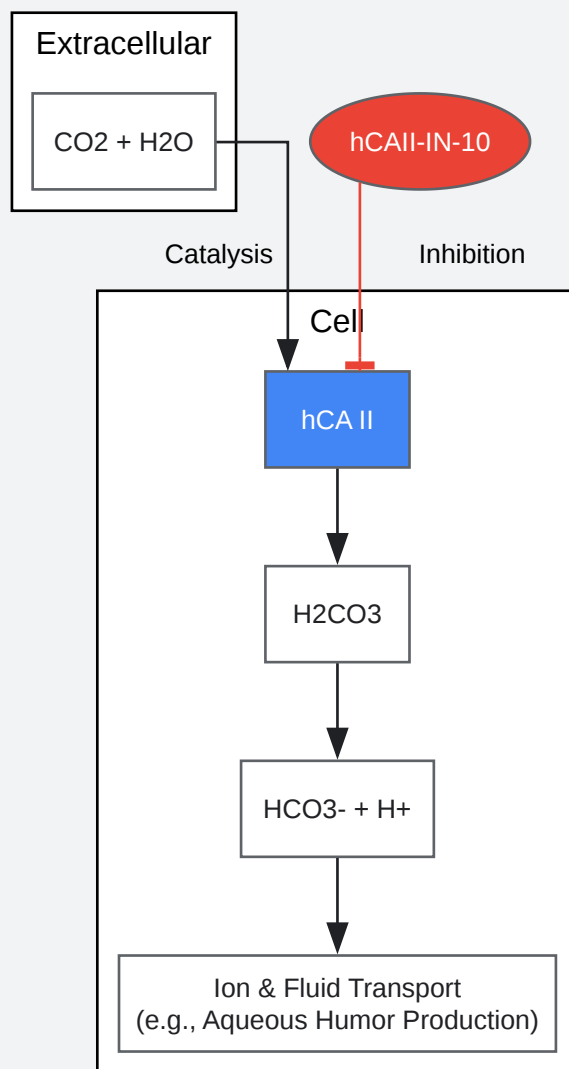 Extracellular
CO2 + H2O
hCAII-IN-10
Catalysis
Inhibition
Cell
hCA II
H2CO3
HCO3- + H+
Ion & Fluid Transport
(e.g., Aqueous Humor Production)